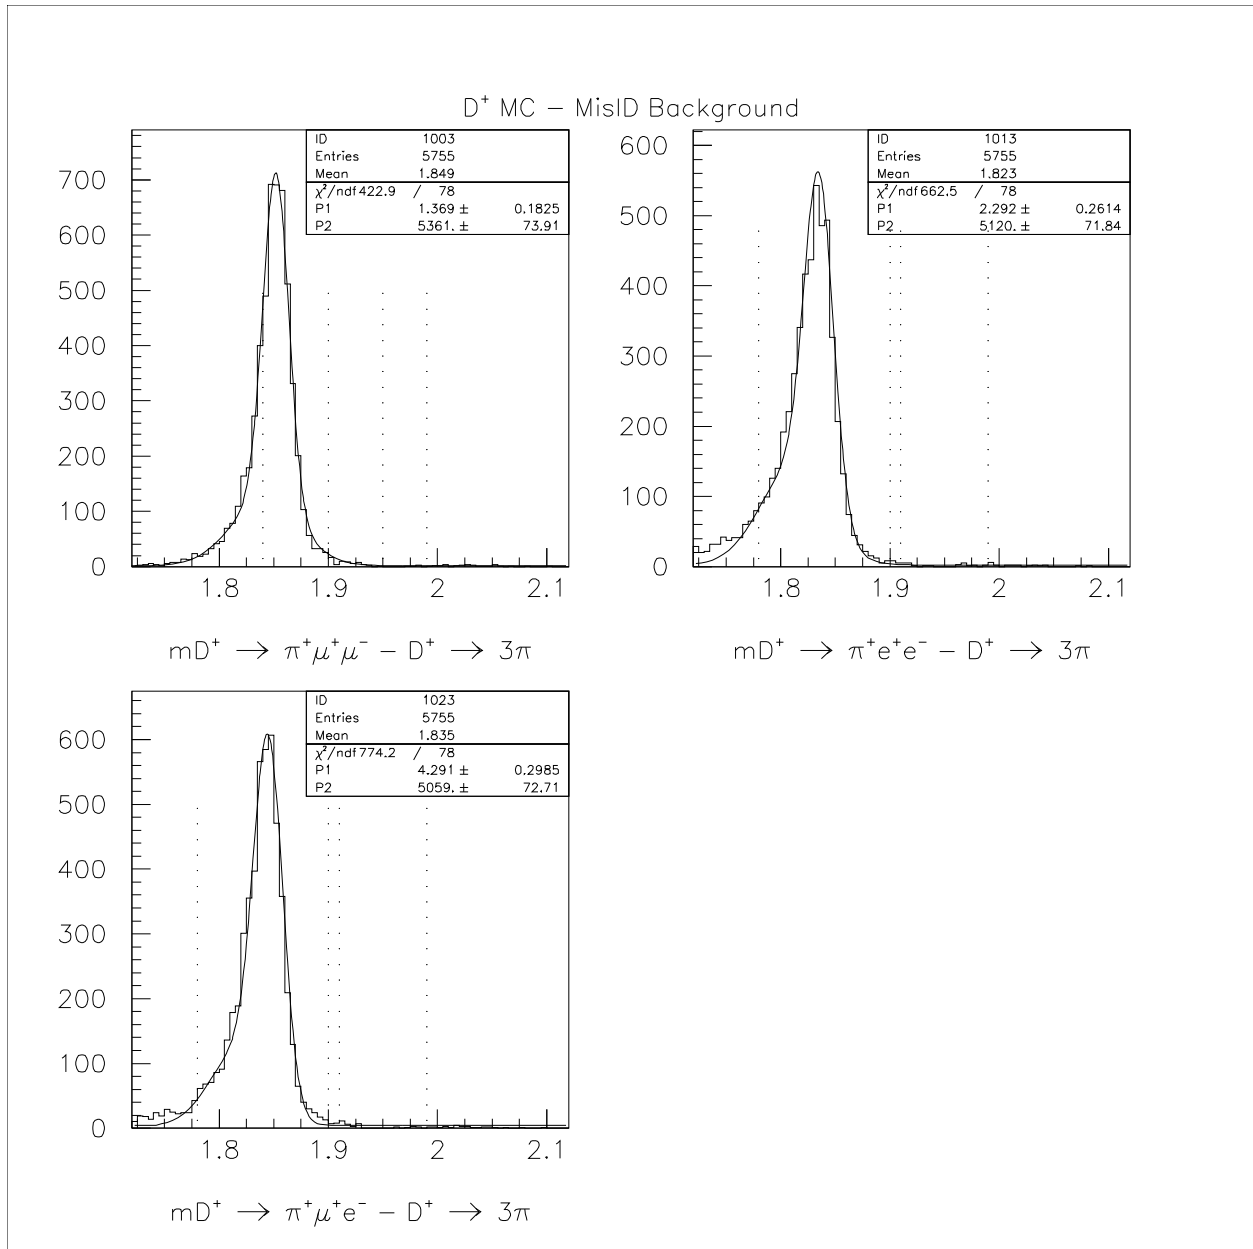 D⁺ MC – MisID Background
ID 1003
Entries 5755
Mean 1.849
χ²/ndf 422.9 / 78
P1 1.369 ± 0.1825
P2 5361. ± 73.91
700
600
500
400
300
200
100
0
1.8 1.9 2 2.1
mD⁺ → π⁺μ⁺μ⁻ – D⁺ → 3π
ID 1013
Entries 5755
Mean 1.823
χ²/ndf 662.5 / 78
P1 2.292 ± 0.2614
P2 5120. ± 71.84
600
500
400
300
200
100
0
1.8 1.9 2 2.1
mD⁺ → π⁺e⁺e⁻ – D⁺ → 3π
ID 1023
Entries 5755
Mean 1.835
χ²/ndf 774.2 / 78
P1 4.291 ± 0.2985
P2 5059. ± 72.71
600
500
400
300
200
100
0
1.8 1.9 2 2.1
mD⁺ → π⁺μ⁺e⁻ – D⁺ → 3π